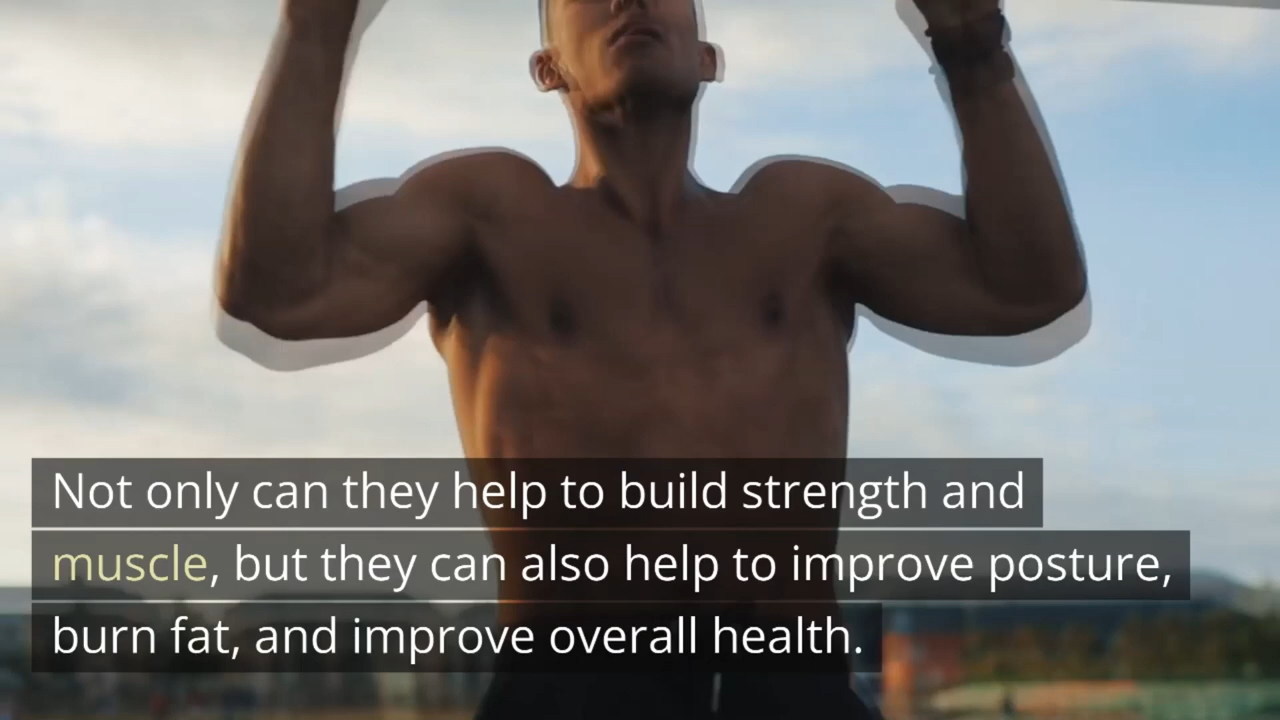 Not only can they help to build strength and
muscle, but they can also help to improve posture,
burn fat, and improve overall health.